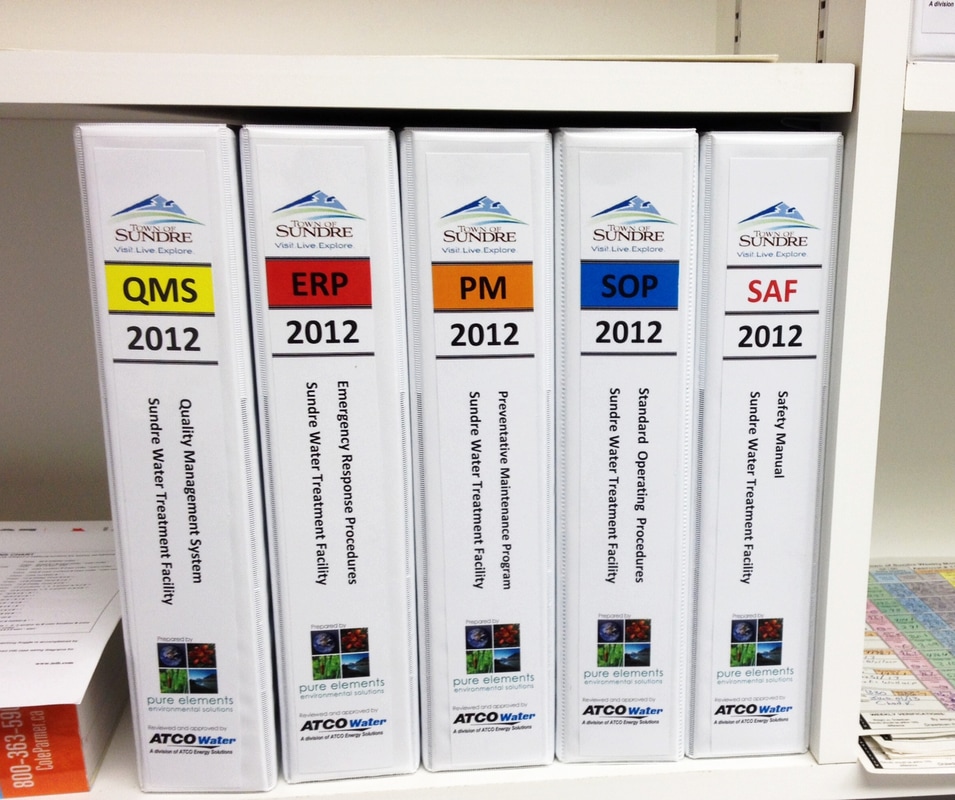 TOWN OF
SUNDRE
Visit. Live. Explore.
QMS
2012
Quality Management System
Sundre Water Treatment Facility
Prepared by
pure elements
environmental solutions
Reviewed and approved by
ATCO Water
A division of ATCO Energy Solutions
TOWN OF
SUNDRE
Visit. Live. Explore.
ERP
2012
Emergency Response Procedures
Sundre Water Treatment Facility
Prepared by
pure elements
environmental solutions
Reviewed and approved by
ATCO Water
A division of ATCO Energy Solutions
TOWN OF
SUNDRE
Visit. Live. Explore.
PM
2012
Preventative Maintenance Program
Sundre Water Treatment Facility
Prepared by
pure elements
environmental solutions
Reviewed and approved by
ATCO Water
A division of ATCO Energy Solutions
TOWN OF
SUNDRE
Visit. Live. Explore.
SOP
2012
Standard Operating Procedures
Sundre Water Treatment Facility
Prepared by
pure elements
environmental solutions
Reviewed and approved by
ATCO Water
A division of ATCO Energy Solutions
TOWN OF
SUNDRE
Visit. Live. Explore.
SAF
2012
Safety Manual
Sundre Water Treatment Facility
Prepared by
pure elements
environmental solutions
Reviewed and approved by
ATCO Water
A division of ATCO Energy Solutions
A division
CHART
800-363-59
ColeParmer.ca
WEEKLY VERIFICATIONS